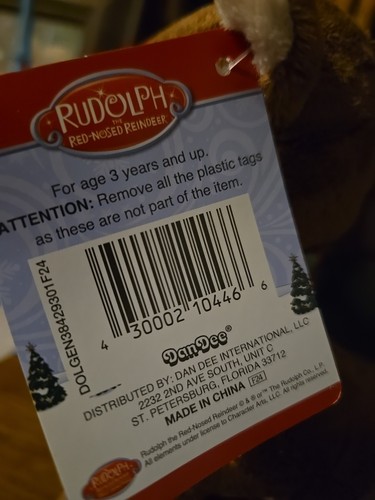 RUDOLPH
THE
RED-NOSED REINDEER
For age 3 years and up.
ATTENTION: Remove all the plastic tags
as these are not part of the item.
DOLGEN38429301F24
4 30002 10446 6
DanDee®
DISTRIBUTED BY: DAN DEE INTERNATIONAL, LLC
2232 2ND AVE SOUTH, UNIT C
ST. PETERSBURG, FLORIDA 33712
MADE IN CHINA F24
Rudolph the Red-Nosed Reindeer © & ® or ™ The Rudolph Co., L.P.
All elements under license to Character Arts, LLC. All rights reserved.
RUDOLPH